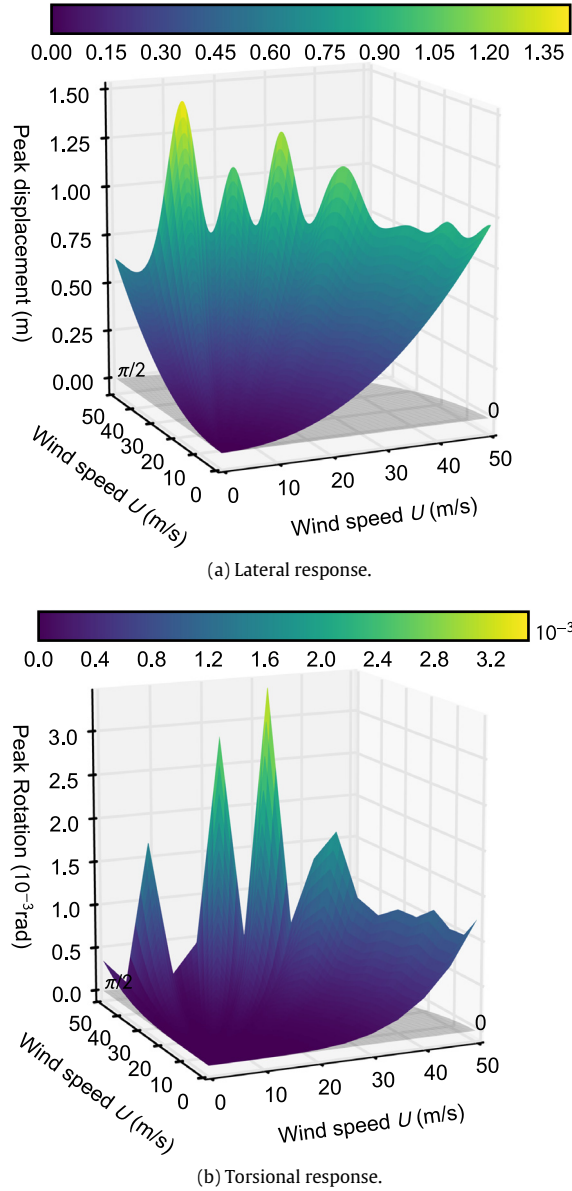 0.00 0.15 0.30 0.45 0.60 0.75 0.90 1.05 1.20 1.35
1.50
1.25
1.00
0.75
0.50
0.25
0.00
Peak displacement (m)
π/2
0
50
40
30
20
10
0
Wind speed U (m/s)
0 10 20 30 40 50
Wind speed U (m/s)
(a) Lateral response.
10⁻³
0.0 0.4 0.8 1.2 1.6 2.0 2.4 2.8 3.2
3.0
2.5
2.0
1.5
1.0
0.5
0.0
Peak Rotation (10⁻³rad)
π/2
0
50
40
30
20
10
0
Wind speed U (m/s)
0 10 20 30 40 50
Wind speed U (m/s)
(b) Torsional response.